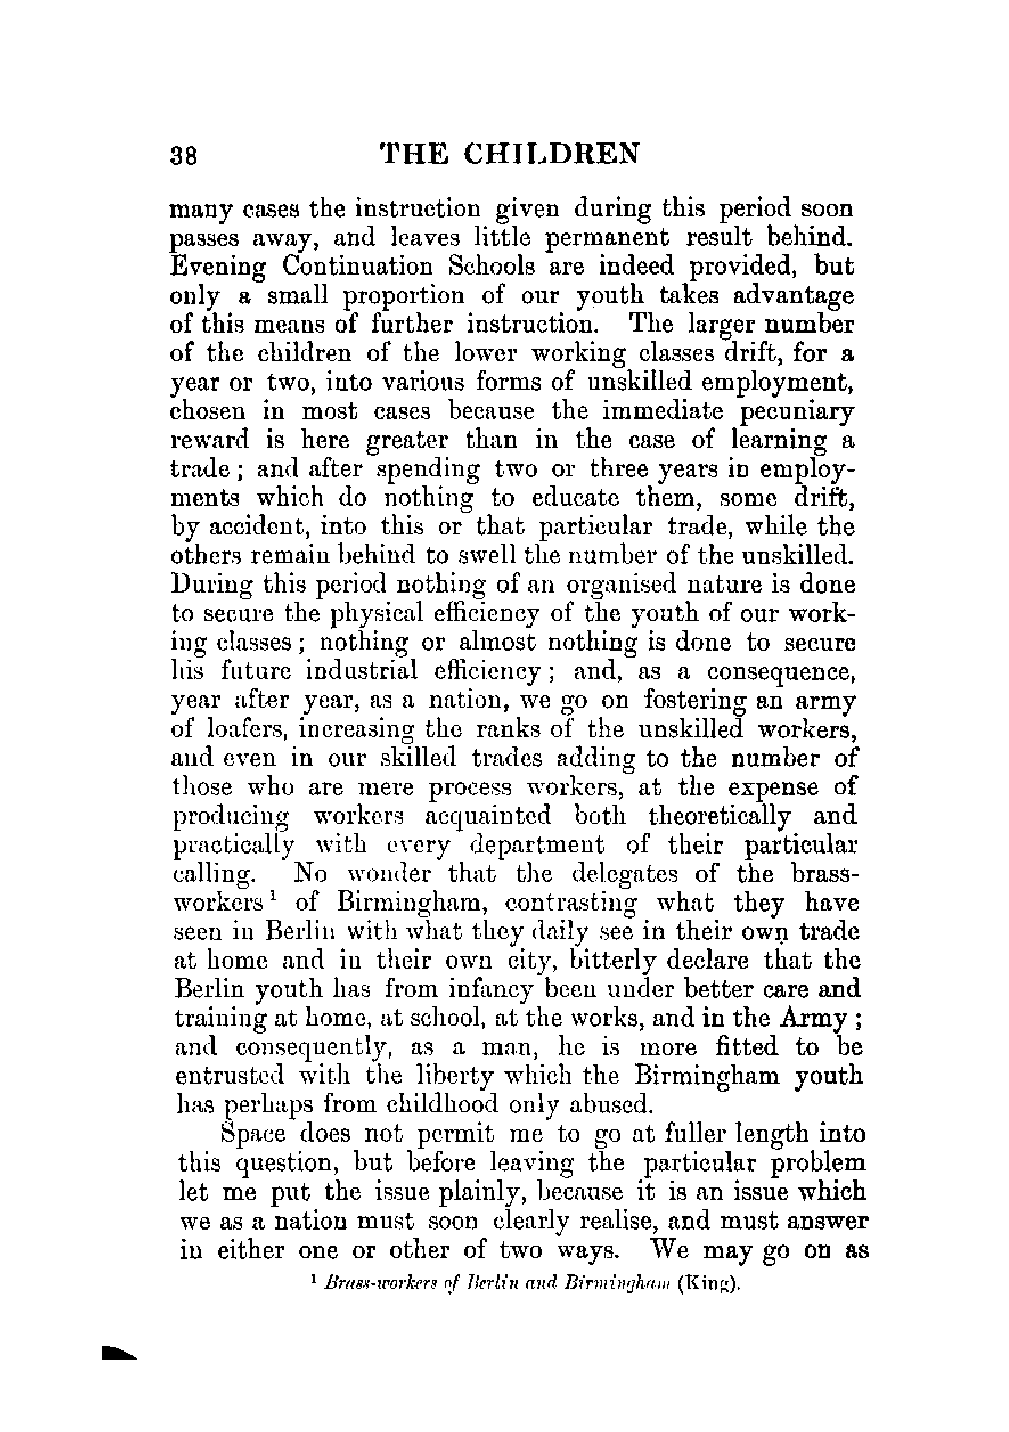 38 THE CHILDREN
many cases the instruction given during this period soon
passes away, and leaves little permanent result behind.
Evening Continuation Schools are indeed provided, but
only a small proportion of our youth takes advantage
of this means of further instruction. The larger number
of the children of the lower working classes drift, for a
year or two, into various forms of unskilled employment,
chosen in most cases because the immediate pecuniary
reward is here greater than in the case of learning a
trade; and after spending two or three years in employ-
ments which do nothing to educate them, some drift,
by accident, into this or that particular trade, while the
others remain behind to swell the number of the unskilled.
During this period nothing of an organised nature is done
to secure the physical efficiency of the youth of our work-
ing classes; nothing or almost nothing is done to secure
his future industrial efficiency; and, as a consequence,
year after year, as a nation, we go on fostering an army
of loafers, increasing the ranks of the unskilled workers,
and even in our skilled trades adding to the number of
those who are mere process workers, at the expense of
producing workers acquainted both theoretically and
practically with every department of their particular
calling. No wonder that the delegates of the brass-
workers¹ of Birmingham, contrasting what they have
seen in Berlin with what they daily see in their own trade
at home and in their own city, bitterly declare that the
Berlin youth has from infancy been under better care and
training at home, at school, at the works, and in the Army;
and consequently, as a man, he is more fitted to be
entrusted with the liberty which the Birmingham youth
has perhaps from childhood only abused.
Space does not permit me to go at fuller length into
this question, but before leaving the particular problem
let me put the issue plainly, because it is an issue which
we as a nation must soon clearly realise, and must answer
in either one or other of two ways. We may go on as
¹ Brass-workers of Berlin and Birmingham (King).